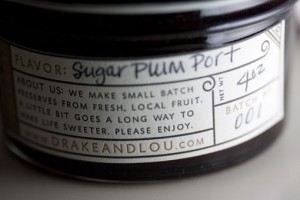 FLAVOR: Sugar Plum Port
ABOUT US: WE MAKE SMALL BATCH
PRESERVES FROM FRESH, LOCAL FRUIT.
A LITTLE BIT GOES A LONG WAY TO
MAKE LIFE SWEETER. PLEASE ENJOY.
DRAKEANDLOU.COM
NET WT
4oz
BATCH NO
001